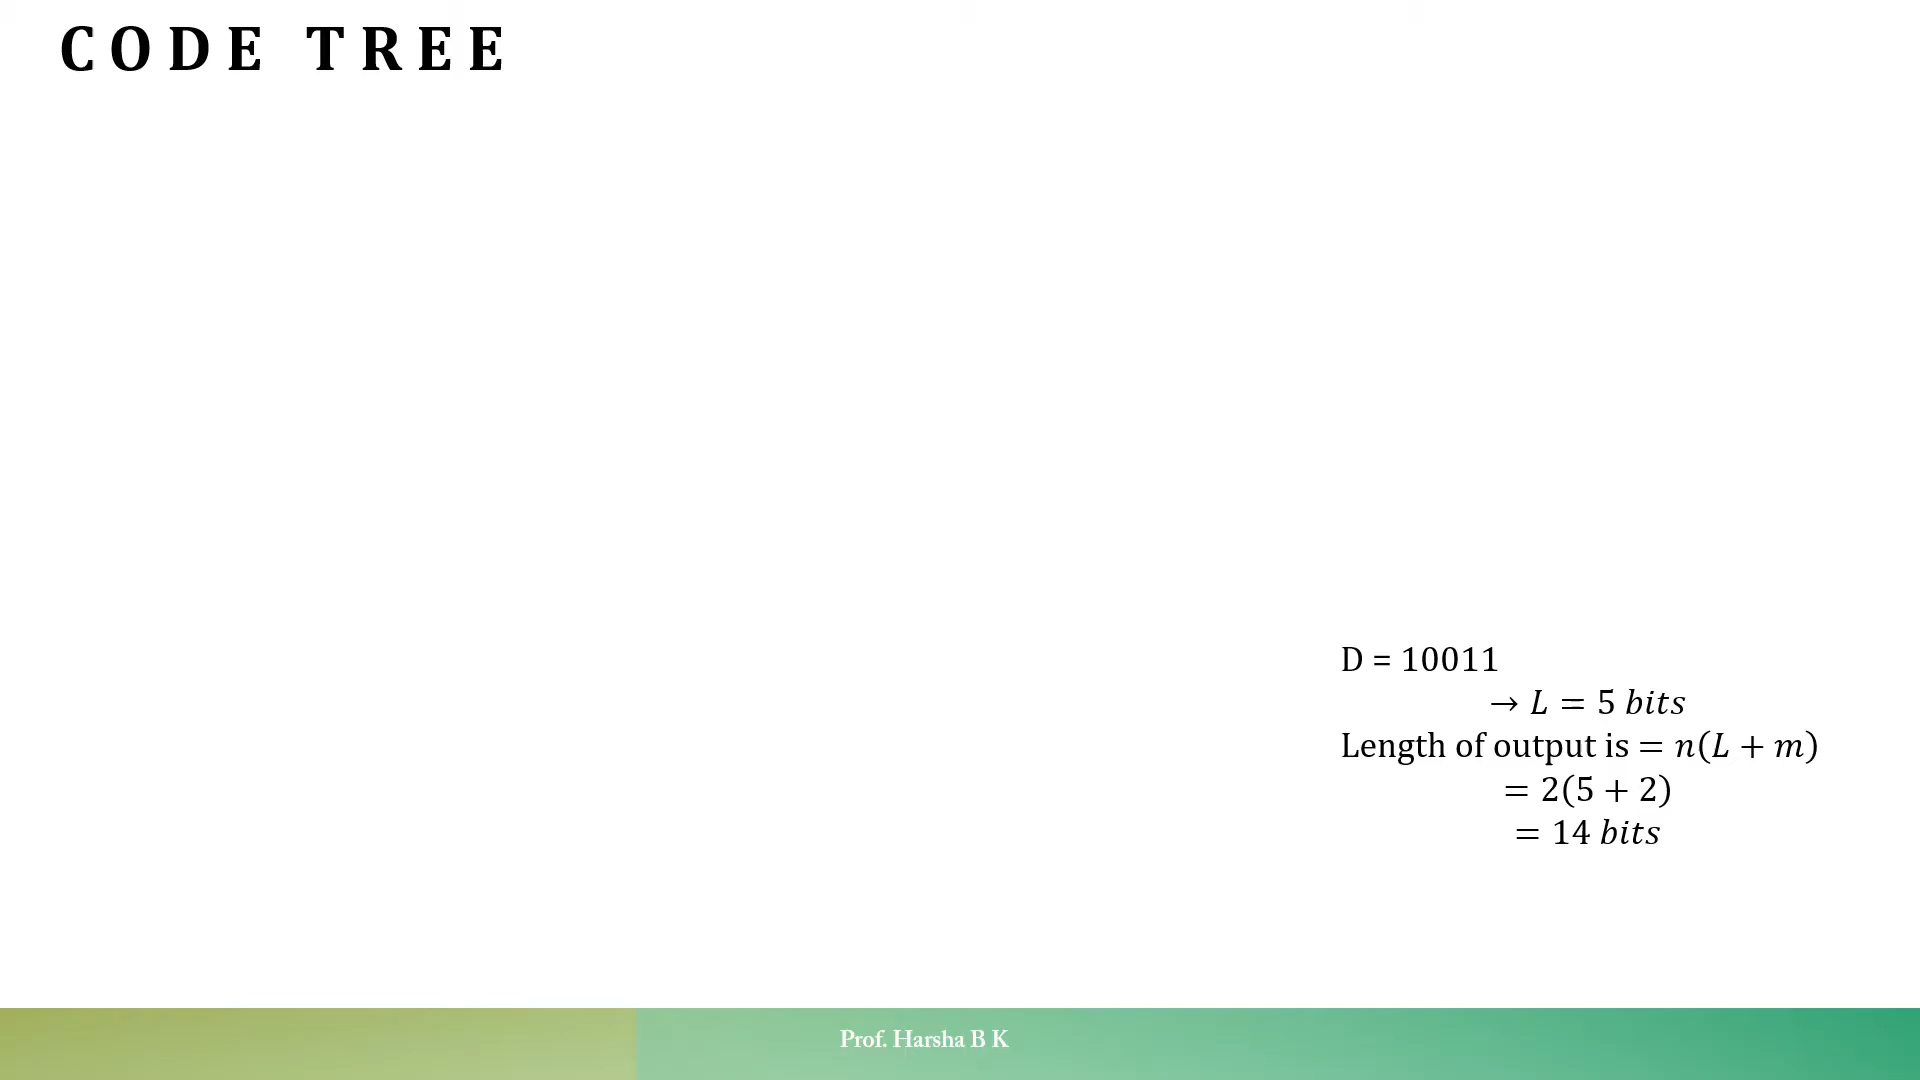 CODE TREE
D = 10011
→ L = 5 bits
Length of output is = n(L + m)
= 2(5 + 2)
= 14 bits
Prof. Harsha B K